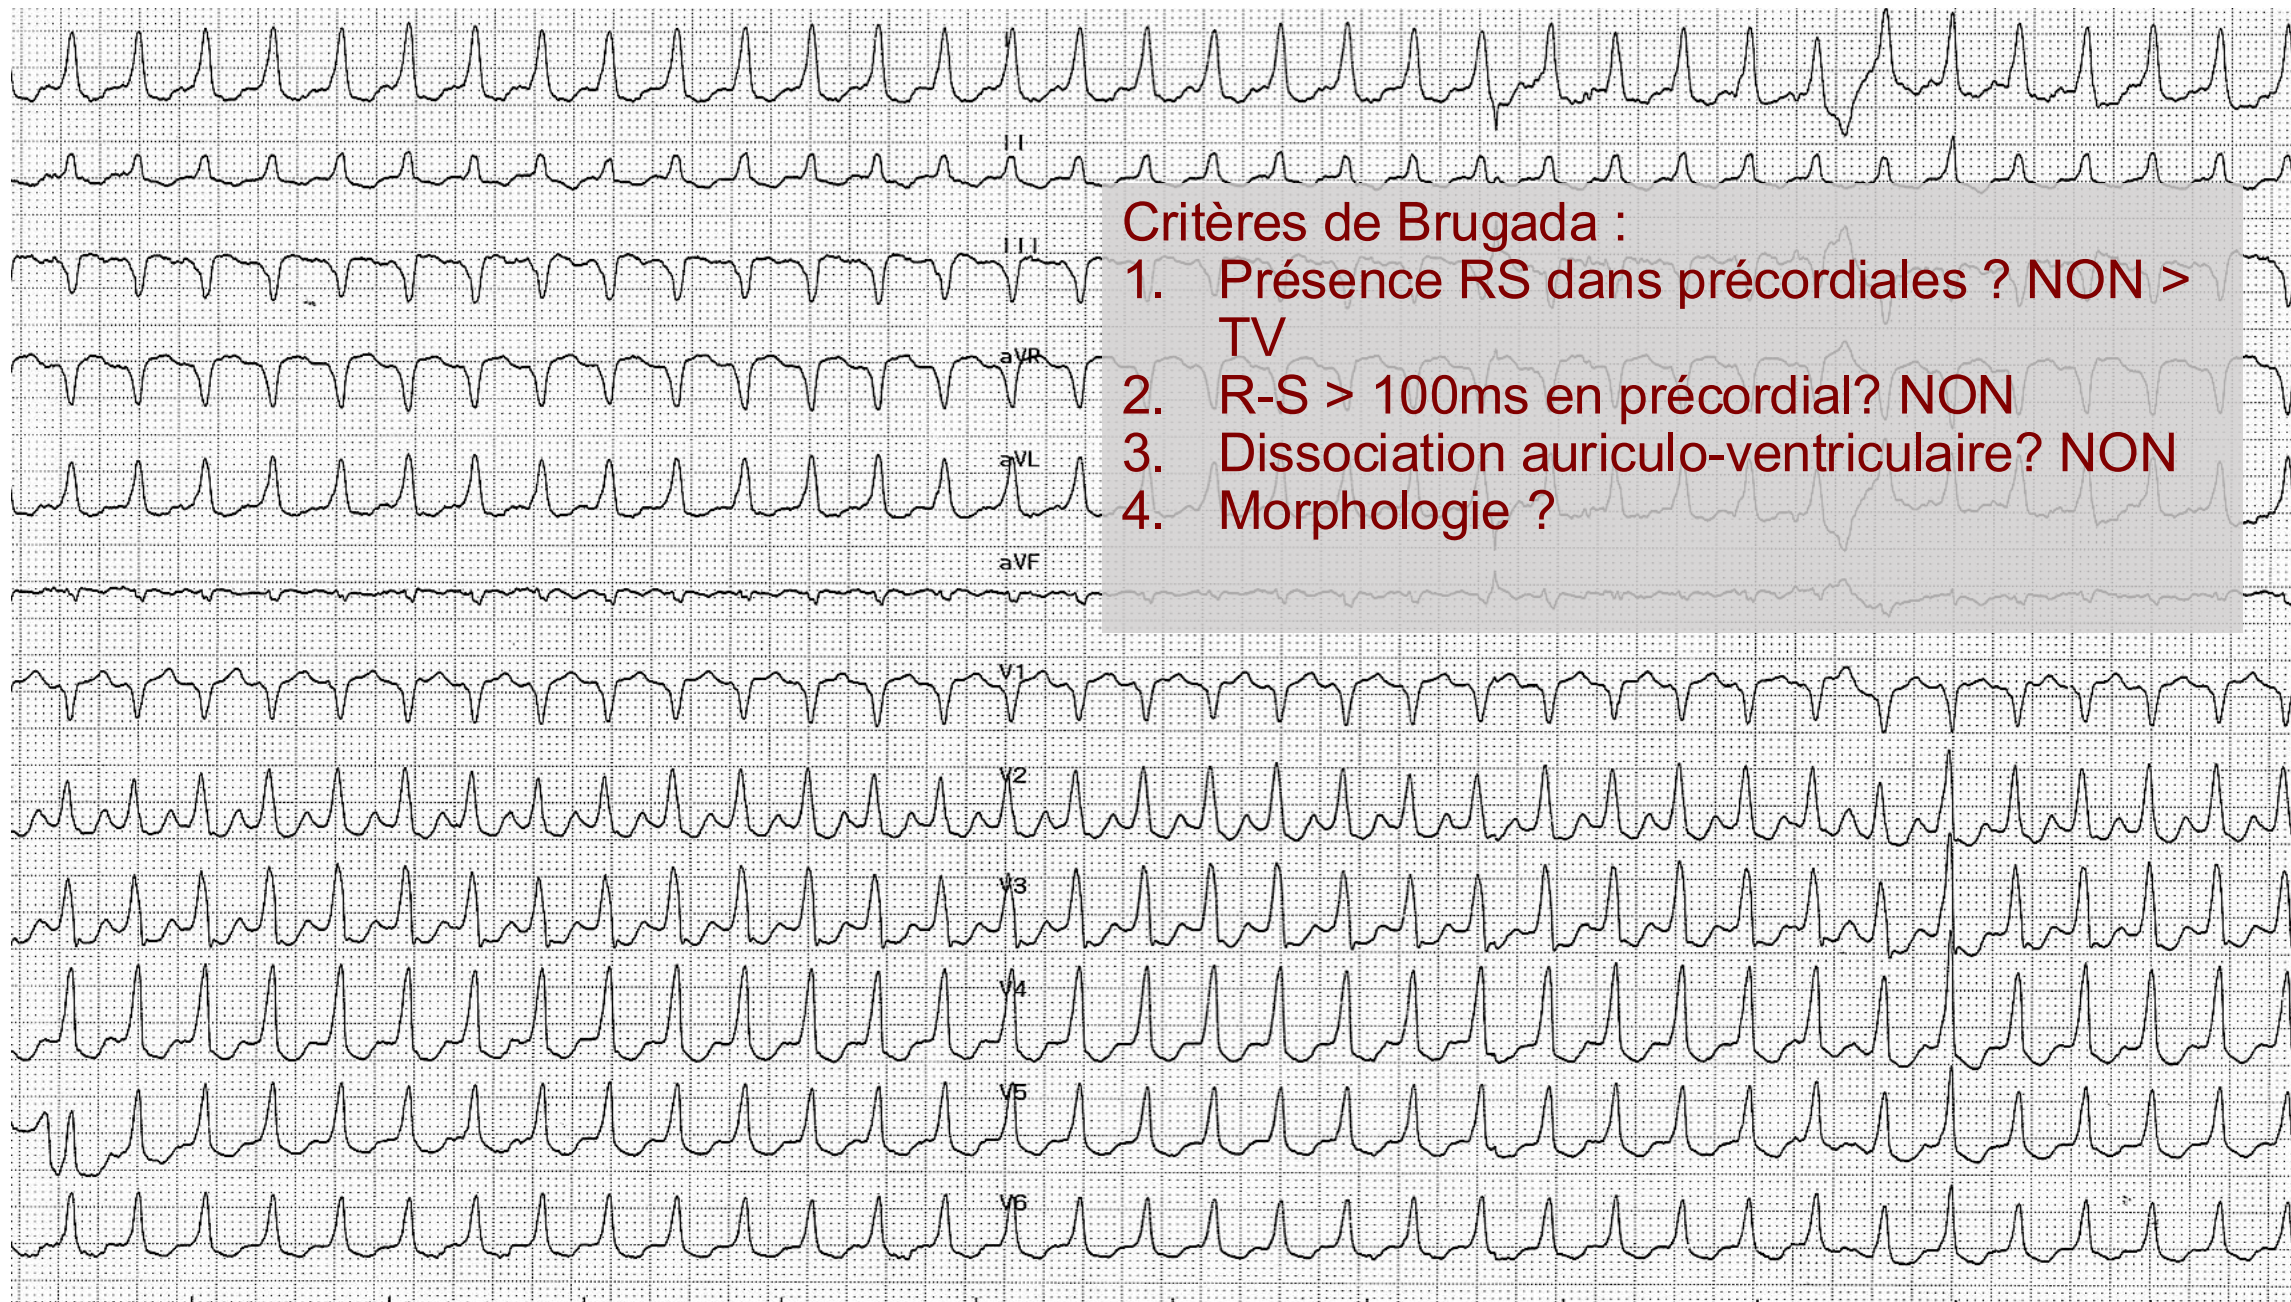 I
II
Critères de Brugada :
1. Présence RS dans précordiales ? NON >
TV
2. R-S > 100ms en précordial? NON
3. Dissociation auriculo-ventriculaire? NON
4. Morphologie ?
III
aVR
aVL
aVF
V1
V2
V3
V4
V5
V6